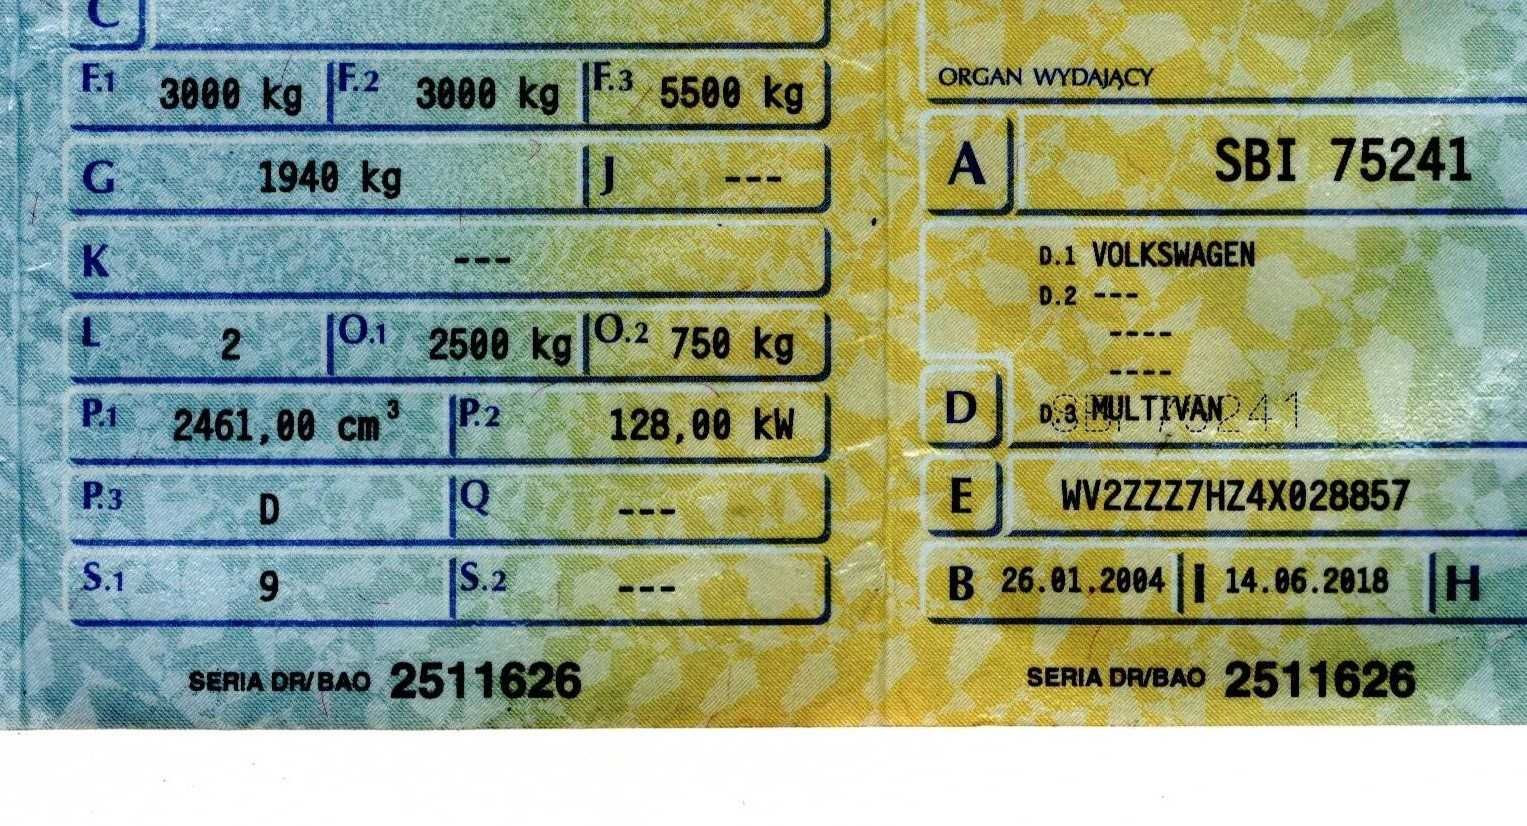 C
F.1 3000 kg F.2 3000 kg F.3 5500 kg
G 1940 kg J ---
K ---
L 2 O.1 2500 kg O.2 750 kg
P.1 2461,00 cm³ P.2 128,00 kW
P.3 D Q ---
S.1 9 S.2 ---
SERIA DR/BAO 2511626
ORGAN WYDAJĄCY
A SBI 75241
D.1 VOLKSWAGEN
D.2 ---
----
----
D D.3 MULTIVAN
SBI 75241
E WV2ZZZ7HZ4X028857
B 26.01.2004 I 14.06.2018 H
SERIA DR/BAO 2511626